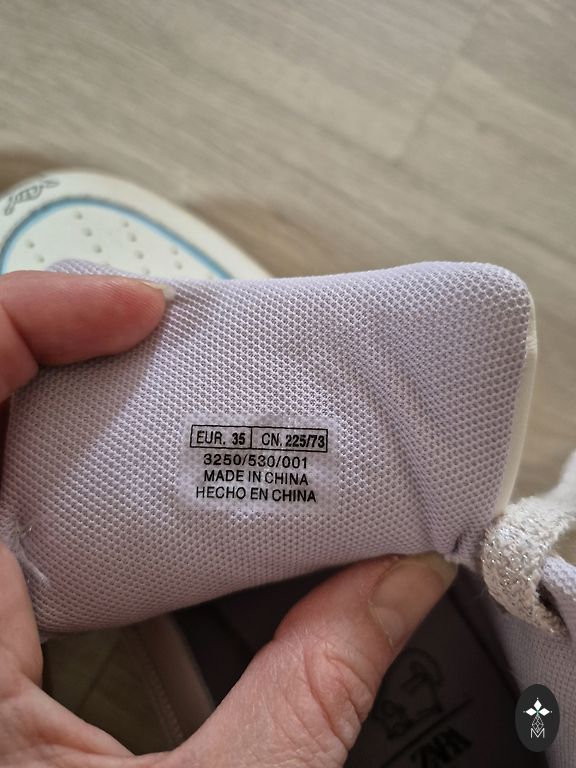 EUR. 35 CN. 225/73
3250/530/001
MADE IN CHINA
HECHO EN CHINA